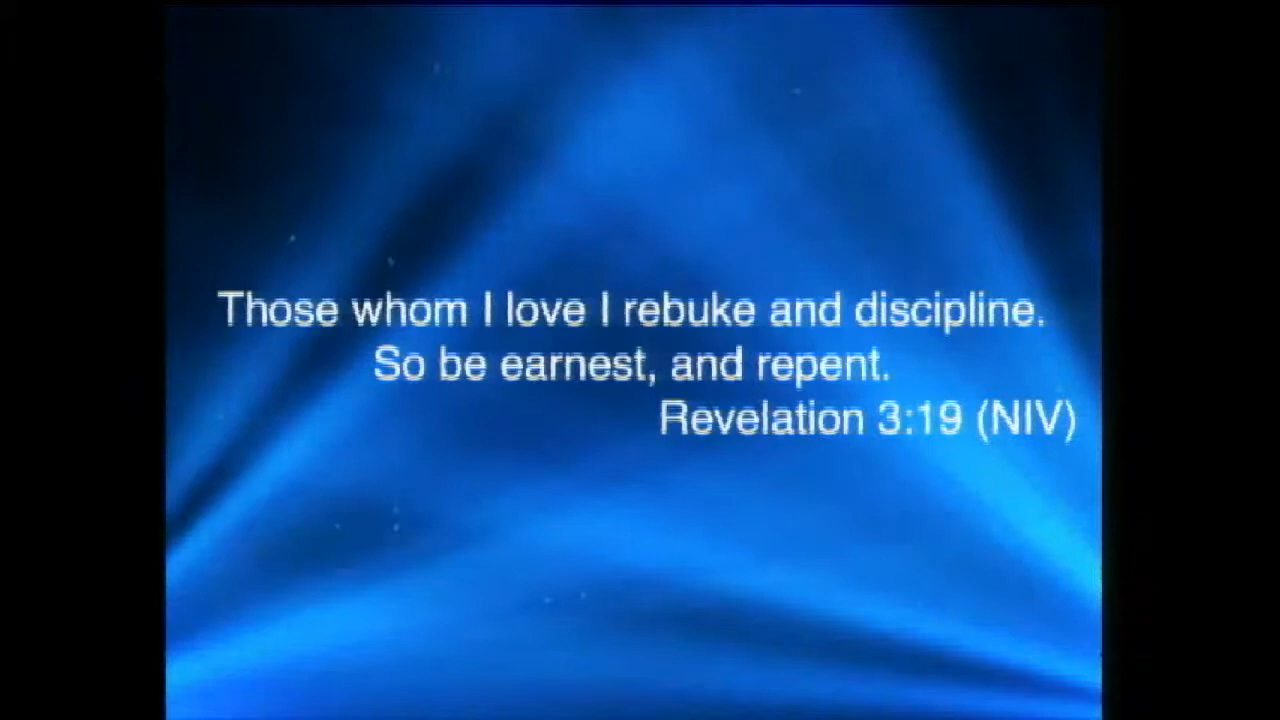 Those whom I love I rebuke and discipline.
So be earnest, and repent.
Revelation 3:19 (NIV)